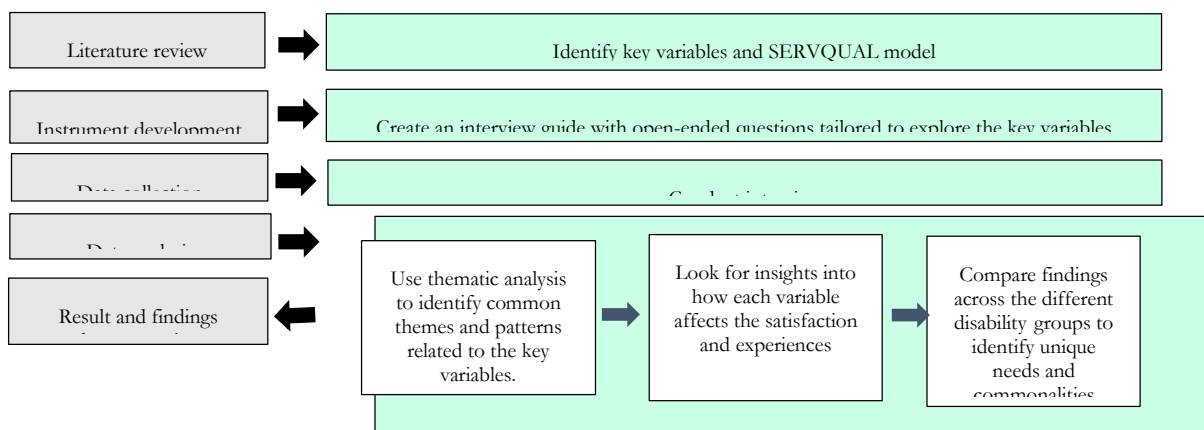 Literature review
Identify key variables and SERVQUAL model
Instrument development
Create an interview guide with open-ended questions tailored to explore the key variables
Data collection
Result and findings
Use thematic analysis
to identify common
themes and patterns
related to the key
variables.
Look for insights into
how each variable
affects the satisfaction
and experiences
Compare findings
across the different
disability groups to
identify unique
needs and
commonalities